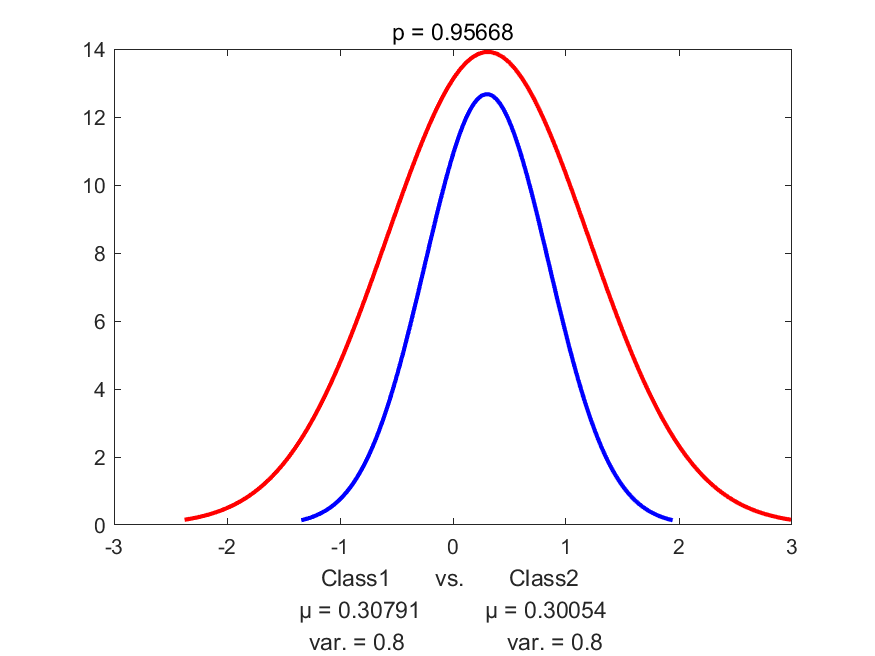 p = 0.95668
14
12
10
8
6
4
2
0
-3 -2 -1 0 1 2 3
Class1 vs. Class2
μ = 0.30791 μ = 0.30054
var. = 0.8 var. = 0.8